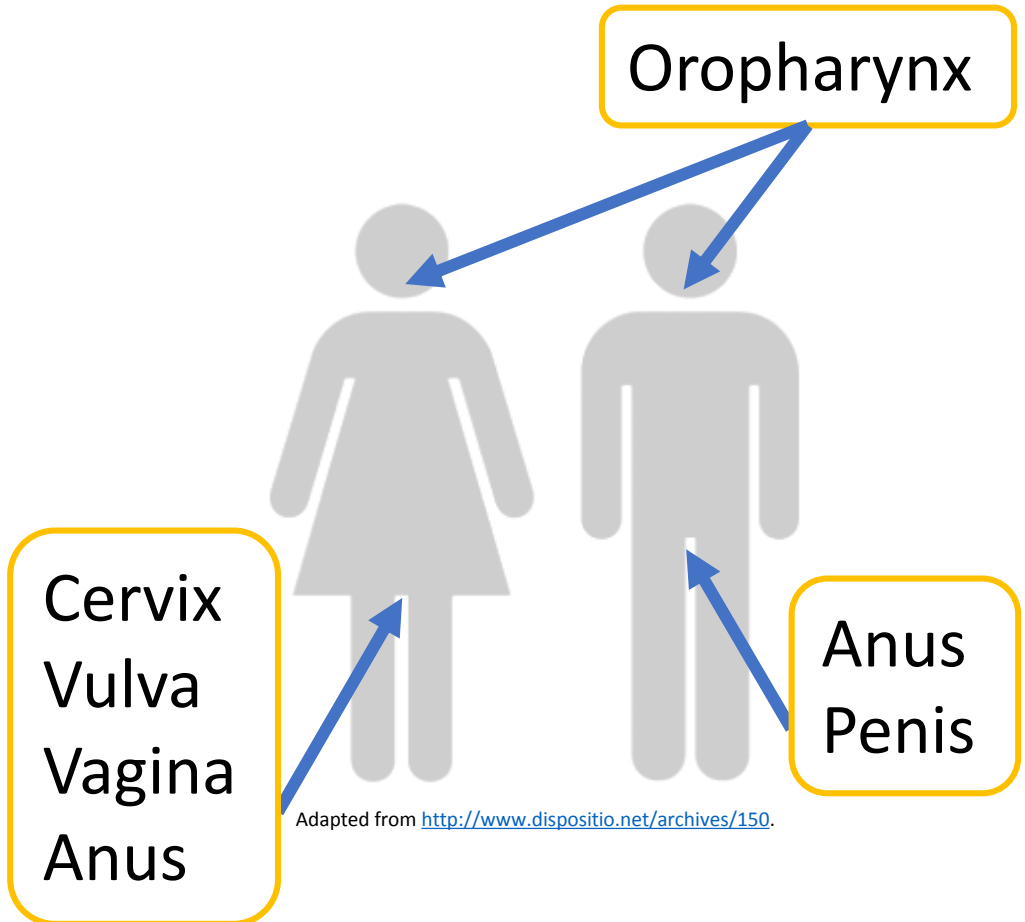 Oropharynx
Cervix
Vulva
Vagina
Anus
Anus
Penis
Adapted from http://www.dispositio.net/archives/150.